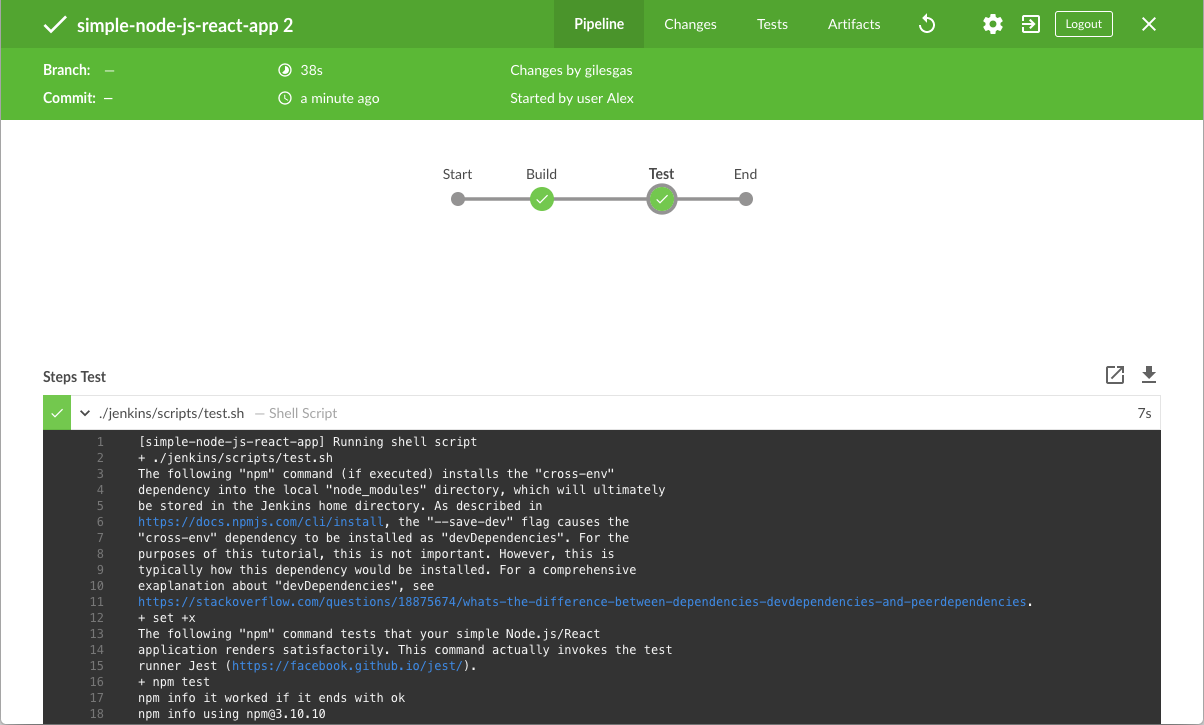 simple-node-js-react-app 2
Pipeline
Changes
Tests
Artifacts
Logout
Branch: —
38s
Changes by gilesgas
Commit: —
a minute ago
Started by user Alex
Start
Build
Test
End
Steps Test
./jenkins/scripts/test.sh — Shell Script
7s
1 [simple-node-js-react-app] Running shell script
2 + ./jenkins/scripts/test.sh
3 The following "npm" command (if executed) installs the "cross-env"
4 dependency into the local "node_modules" directory, which will ultimately
5 be stored in the Jenkins home directory. As described in
6 https://docs.npmjs.com/cli/install, the "--save-dev" flag causes the
7 "cross-env" dependency to be installed as "devDependencies". For the
8 purposes of this tutorial, this is not important. However, this is
9 typically how this dependency would be installed. For a comprehensive
10 exaplanation about "devDependencies", see
11 https://stackoverflow.com/questions/18875674/whats-the-difference-between-dependencies-devdependencies-and-peerdependencies.
12 + set +x
13 The following "npm" command tests that your simple Node.js/React
14 application renders satisfactorily. This command actually invokes the test
15 runner Jest (https://facebook.github.io/jest/).
16 + npm test
17 npm info it worked if it ends with ok
18 npm info using npm@3.10.10